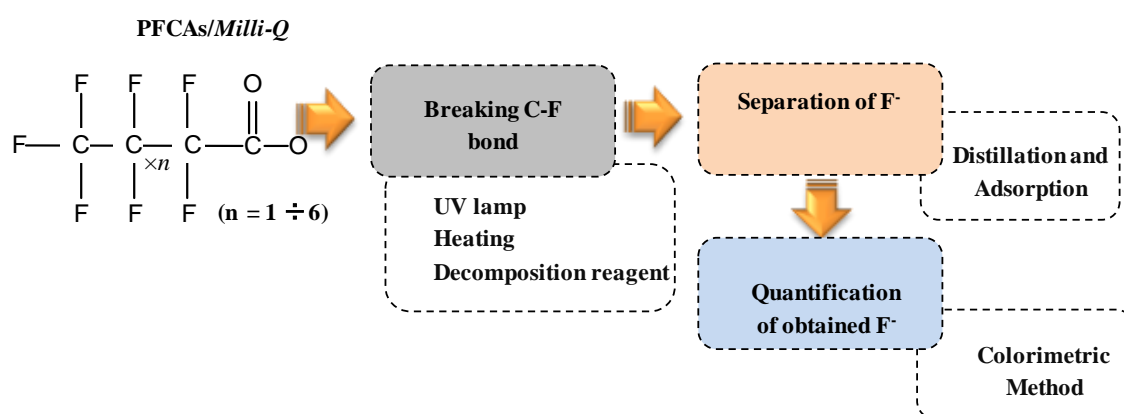 PFCAs/Milli-Q
F F F O
F C C C C O
×n
F F F (n = 1 ÷ 6)
Breaking C-F
bond
UV lamp
Heating
Decomposition reagent
Separation of F⁻
Distillation and
Adsorption
Quantification
of obtained F⁻
Colorimetric
Method